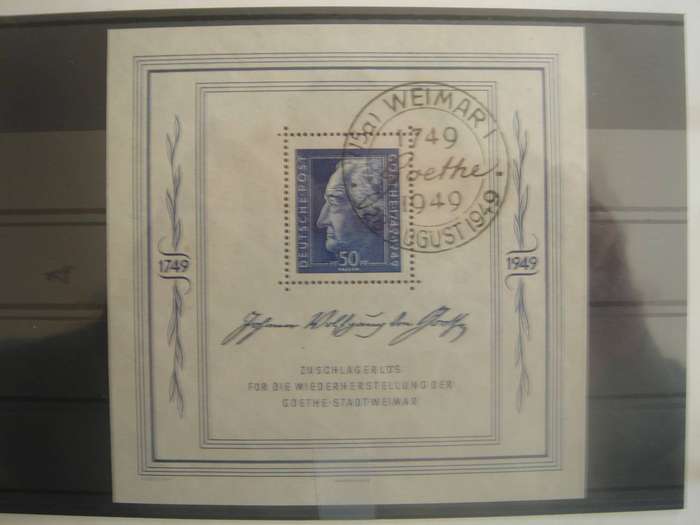 WEIMAR 1
1749
Goethe
1949
AUGUST 1949
DEUTSCHE POST
GOETHE 1749/1949
50
1749
1949
Johann Wolfgang von Goethe
ZUSCHLAGERLÖS
FÜR DIE WIEDERHERSTELLUNG DER
GOETHE-STADT-WEIMAR